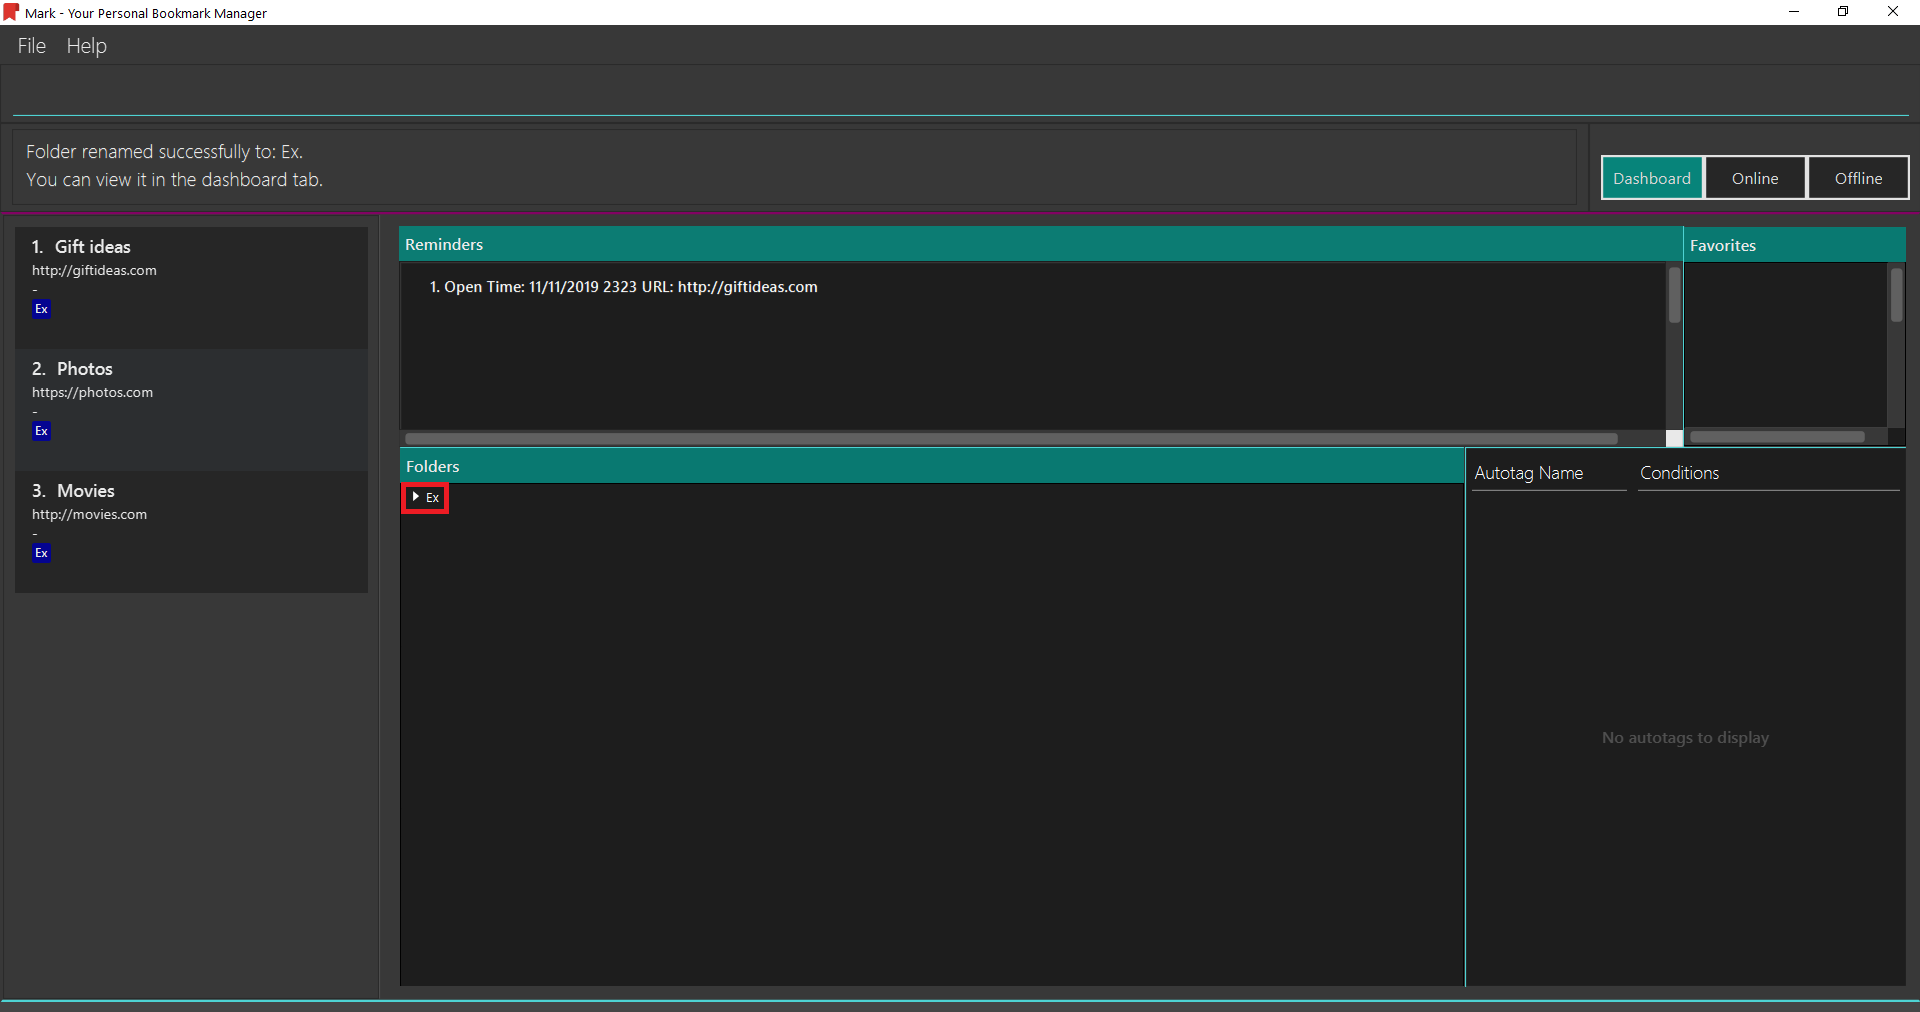 Mark - Your Personal Bookmark Manager
File Help
Folder renamed successfully to: Ex.
You can view it in the dashboard tab.
Dashboard Online Offline
1. Gift ideas
http://giftideas.com
-
Ex
2. Photos
https://photos.com
-
Ex
3. Movies
http://movies.com
-
Ex
Reminders
1. Open Time: 11/11/2019 2323 URL: http://giftideas.com
Favorites
Folders
Ex
Autotag Name Conditions
No autotags to display